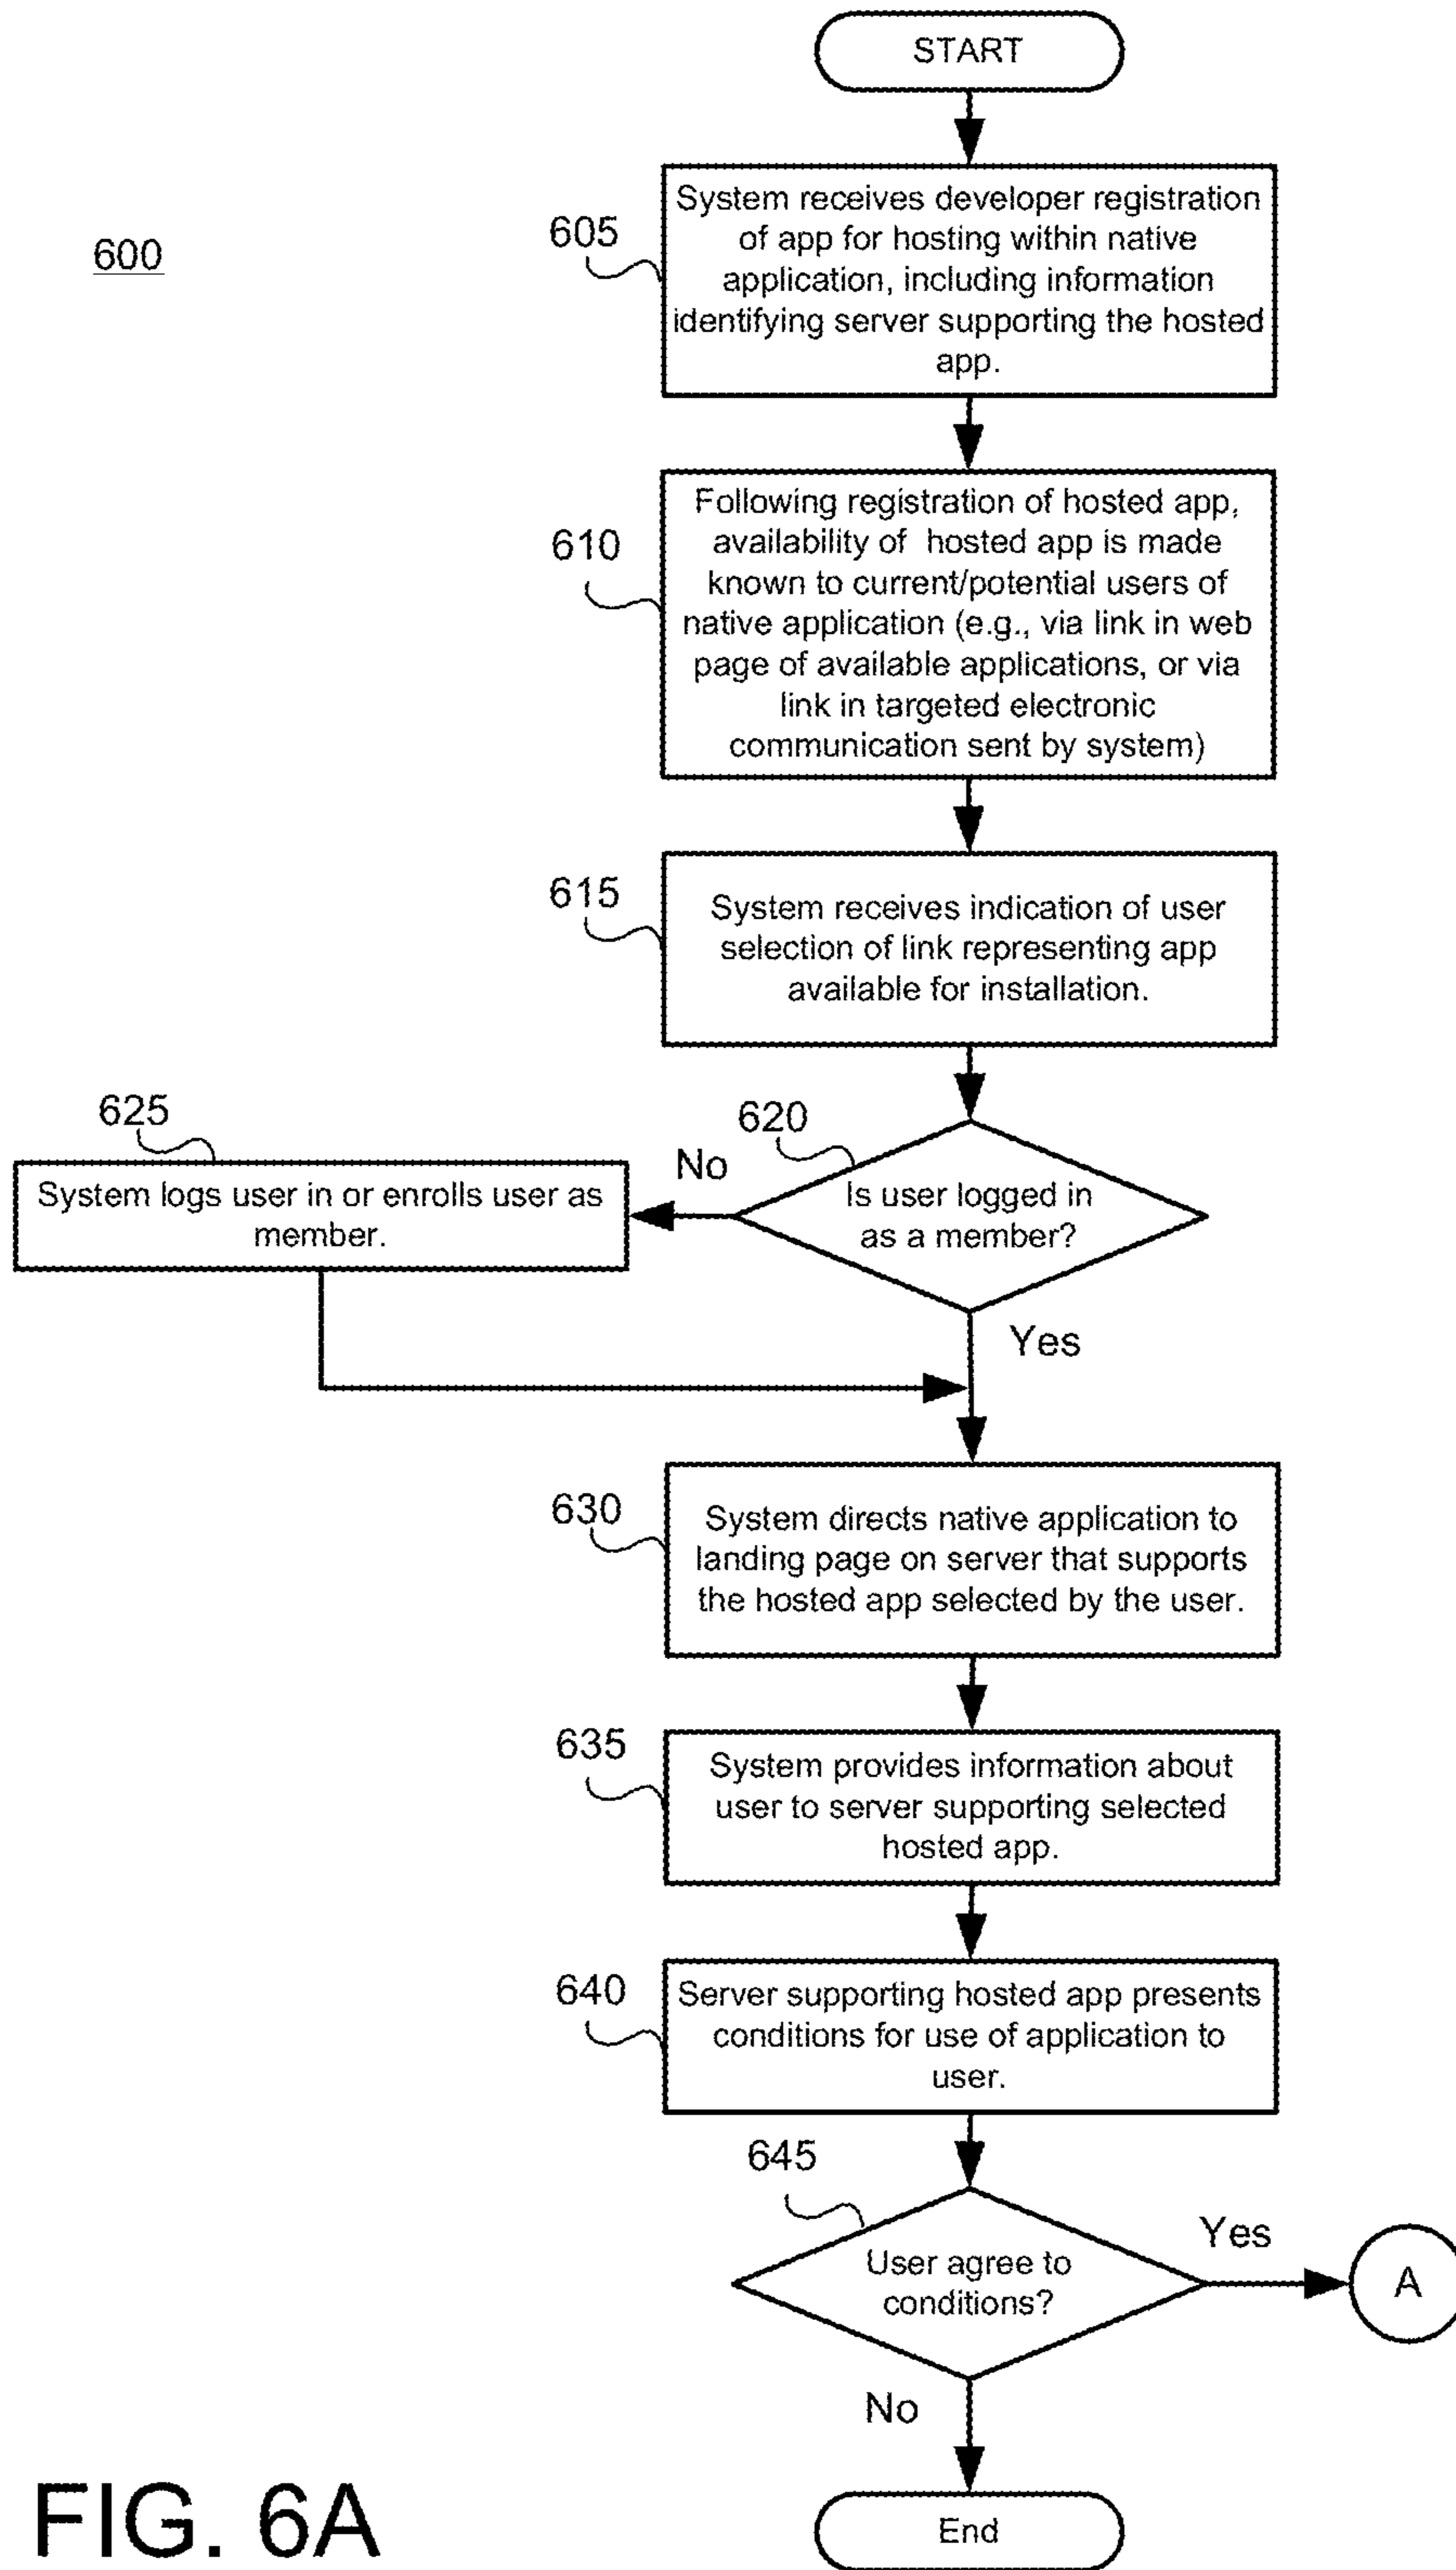 START
600
605
System receives developer registration
of app for hosting within native
application, including information
identifying server supporting the hosted
app.
610
Following registration of hosted app,
availability of hosted app is made
known to current/potential users of
native application (e.g., via link in web
page of available applications, or via
link in targeted electronic
communication sent by system)
615
System receives indication of user
selection of link representing app
available for installation.
620
Is user logged in
as a member?
No
625
System logs user in or enrolls user as
member.
Yes
630
System directs native application to
landing page on server that supports
the hosted app selected by the user.
635
System provides information about
user to server supporting selected
hosted app.
640
Server supporting hosted app presents
conditions for use of application to
user.
645
User agree to
conditions?
Yes
A
No
End
FIG. 6A